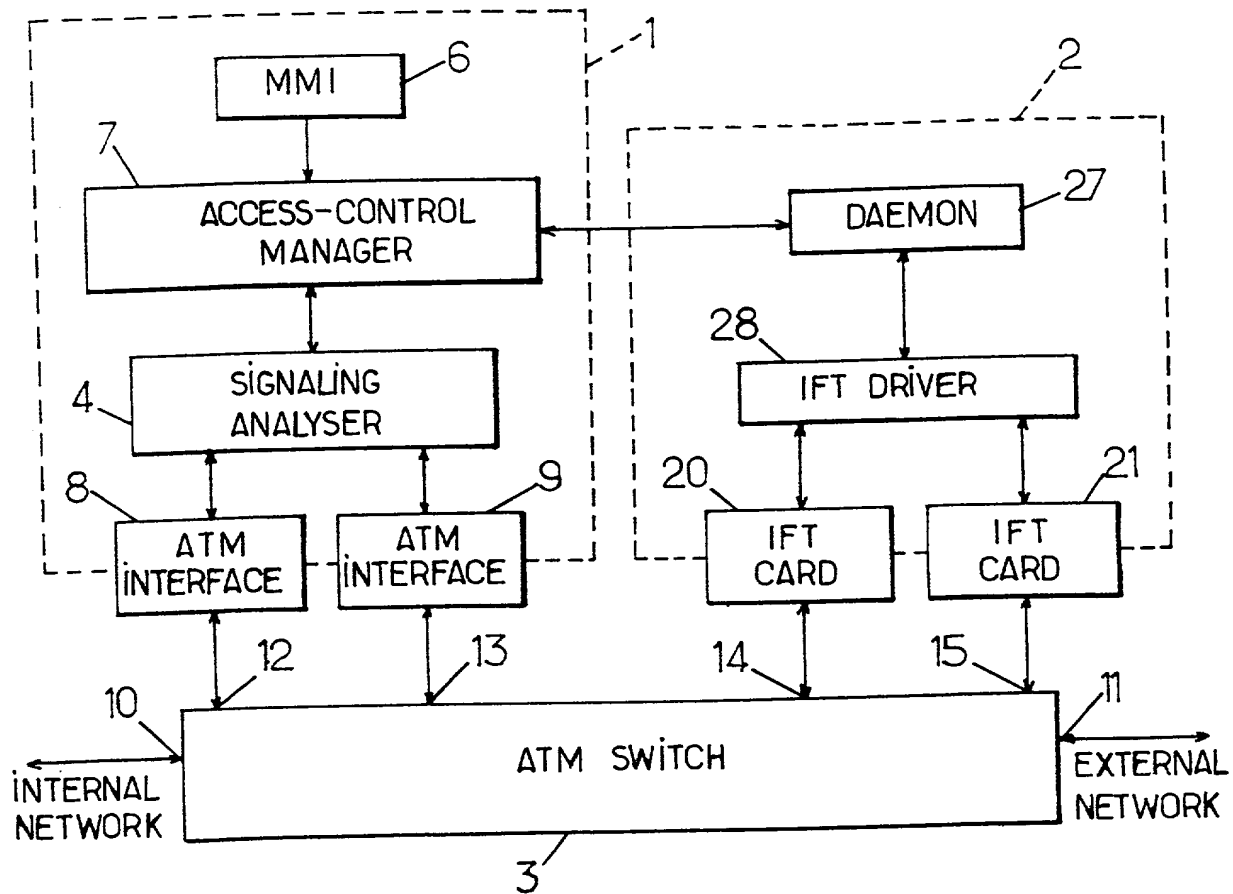 1
MMI
6
2
7
ACCESS-CONTROL
MANAGER
DAEMON
27
28
SiGNALiNG
ANALYSER
4
IFT DRiVER
8
9
20
21
ATM
iNTERFACE
ATM
iNTERFACE
IFT
CARD
IFT
CARD
12
13
14
15
10
11
ATM SWiTCH
iNTERNAL
NETWORK
EXTERNAL
NETWORK
3